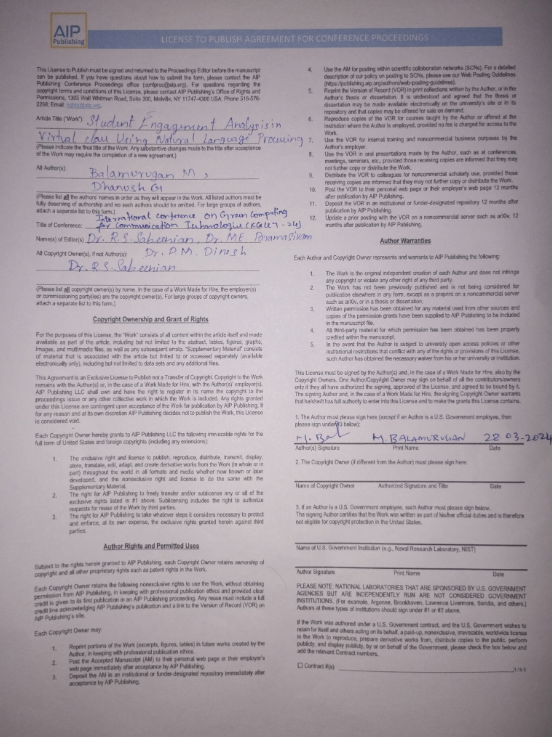 AIP
Publishing
LICENSE TO PUBLISH AGREEMENT FOR CONFERENCE PROCEEDINGS
This License to Publish must be signed and returned to the Proceedings Editor before the manuscript
can be published. If you have questions about how to submit the form, please contact the AIP
Publishing Conference Proceedings office (confproc@aip.org). For questions regarding the
copyright terms and conditions of this License, please contact AIP Publishing's Office of Rights and
Permissions, 1305 Walt Whitman Road, Suite 300, Melville, NY 11747-4300 USA; Phone 516-576-
2268; Email:
Article Title ("Work"): Student Engagement Analysis in
Virtual class Using Natural Language Processing
(Please indicate the final title of the Work. Any substantive changes made to the title after acceptance
of the Work may require the completion of a new agreement.)
All Author(s):
Balamurugan M,
Dhanosh G
(Please list all the authors' names in order as they will appear in the Work. All listed authors must be
fully deserving of authorship and no such authors should be omitted. For large groups of authors,
attach a separate list to this form.)
International conference on Green Computing
Title of Conference: for Communication Technologies
Name(s) of Editor(s) Dr. R.S
All Copyright Owner(s), if not Author(s): Dr. P.M. Dinesh
Dr. R.S
(Please list all copyright owner(s) by name. In the case of a Work Made for Hire, the employer(s)
or commissioning party(ies) are the copyright owner(s). For large groups of copyright owners,
attach a separate list to this form.)
Copyright Ownership and Grant of Rights
For the purposes of this License, the "Work" consists of all content within the article itself and made
available as part of the article, including but not limited to the abstract, tables, figures, graphs,
images, and multimedia files, as well as any subsequent errata. "Supplementary Material" consists
of material that is associated with the article but linked to or accessed separately (available
electronically only), including but not limited to data sets and any additional files.
This Agreement is an Exclusive License to Publish not a Transfer of Copyright. Copyright to the Work
remains with the Author(s) or, in the case of a Work Made for Hire, with the Employer(s).
AIP Publishing LLC shall own and have the right to register in its name the copyright to the
proceedings issue or any other collective work in which the Work is included. Any rights granted
under this License are contingent upon acceptance of the Work for publication by AIP Publishing. If
for any reason and at its own discretion AIP Publishing decides not to publish the Work, this License
is considered void.
Each Copyright Owner hereby grants to AIP Publishing LLC the following irrevocable rights for the
full term of United States and foreign copyrights (including any extensions):
1. The exclusive right and license to publish, reproduce, distribute, transmit, display,
store, translate, edit, adapt, and create derivative works from the Work (in whole or in
part) throughout the world in all formats and media whether now known or later
developed, and the nonexclusive right and license to do the same with the
Supplementary Material.
2. The right for AIP Publishing to freely transfer and/or sublicense any or all of the
exclusive rights listed in #1 above. Sublicensing includes the right to authorize
requests for reuse of the Work by third parties.
3. The right for AIP Publishing to take whatever steps it considers necessary to protect
and enforce, at its own expense, the exclusive rights granted herein against third
parties.
Author Rights and Permitted Uses
Subject to the rights herein granted to AIP Publishing, each Copyright Owner retains ownership of
copyright and all other proprietary rights such as patent rights in the Work.
Each Copyright Owner retains the following nonexclusive rights to use the Work, without obtaining
permission from AIP Publishing, in keeping with professional publication ethics and provided clear
credit is given to its first publication in an AIP Publishing proceeding. Any reuse must include a full
credit line acknowledging AIP Publishing's publication and a link to the Version of Record (VOR) on
AIP Publishing's site.
Each Copyright Owner may:
1. Reprint portions of the Work (excerpts, figures, tables) in future works created by the
Author, in keeping with professional publication ethics.
2. Post the Accepted Manuscript (AM) to their personal web page or their employer's
web page immediately after acceptance by AIP Publishing.
3. Deposit the AM in an institutional or funder-designated repository immediately after
acceptance by AIP Publishing.
4. Use the AM for posting within scientific collaboration networks (SCNs). For a detailed
description of our policy on posting to SCNs, please see our Web Posting Guidelines
(https://publishing.aip.org/authors/web-posting-guidelines).
5. Reprint the Version of Record (VOR) in print collections written by the Author, or in the
Author's thesis or dissertation. It is understood and agreed that the thesis or
dissertation may be made available electronically on the university's site or in its
repository and that copies may be offered for sale on demand.
6. Reproduce copies of the VOR for courses taught by the Author or offered at the
institution where the Author is employed, provided no fee is charged for access to the
Work.
7. Use the VOR for internal training and noncommercial business purposes by the
Author's employer.
8. Use the VOR in oral presentations made by the Author, such as at conferences,
meetings, seminars, etc., provided those receiving copies are informed that they may
not further copy or distribute the Work.
9. Distribute the VOR to colleagues for noncommercial scholarly use, provided those
receiving copies are informed that they may not further copy or distribute the Work.
10. Post the VOR to their personal web page or their employer's web page 12 months
after publication by AIP Publishing.
11. Deposit the VOR in an institutional or funder-designated repository 12 months after
publication by AIP Publishing.
12. Update a prior posting with the VOR on a noncommercial server such as arXiv, 12
months after publication by AIP Publishing.
Author Warranties
Each Author and Copyright Owner represents and warrants to AIP Publishing the following:
1. The Work is the original independent creation of each Author and does not infringe
any copyright or violate any other right of any third party.
2. The Work has not been previously published and is not being considered for
publication elsewhere in any form, except as a preprint on a noncommercial server
such as arXiv, or in a thesis or dissertation.
3. Written permission has been obtained for any material used from other sources and
copies of the permission grants have been supplied to AIP Publishing to be included
in the manuscript file.
4. All third-party material for which permission has been obtained has been properly
credited within the manuscript.
5. In the event that the Author is subject to university open access policies or other
institutional restrictions that conflict with any of the rights or provisions of this License,
such Author has obtained the necessary waiver from his or her university or institution.
This License must be signed by the Author(s) and, in the case of a Work Made for Hire, also by the
Copyright Owners. One Author/Copyright Owner may sign on behalf of all the contributors/owners
only if they all have authorized the signing, approval of the License, and agreed to be bound by it.
The signing Author and, in the case of a Work Made for Hire, the signing Copyright Owner warrants
that he/she/it has full authority to enter into this License and to make the grants this License contains.
1. The Author must please sign here (except if an Author is a U.S. Government employee, then
please sign under #3 below):
M. Bal M. BALAMURUGAN 28 03-2024
Author(s) Signature Print Name Date
2. The Copyright Owner (if different from the Author) must please sign here:
Name of Copyright Owner Authorized Signature and Title Date
3. If an Author is a U.S. Government employee, such Author must please sign below.
The signing Author certifies that the Work was written as part of his/her official duties and is therefore
not eligible for copyright protection in the United States.
Name of U.S. Government Institution (e.g., Naval Research Laboratory, NIST)
Author Signature Print Name Date
PLEASE NOTE: NATIONAL LABORATORIES THAT ARE SPONSORED BY U.S. GOVERNMENT
AGENCIES BUT ARE INDEPENDENTLY RUN ARE NOT CONSIDERED GOVERNMENT
INSTITUTIONS. (For example, Argonne, Brookhaven, Lawrence Livermore, Sandia, and others.)
Authors at these types of institutions should sign under #1 or #2 above.
If the Work was authored under a U.S. Government contract, and the U.S. Government wishes to
retain for itself and others acting on its behalf, a paid-up, nonexclusive, irrevocable, worldwide license
in the Work to reproduce, prepare derivative works from, distribute copies to the public, perform
publicly, and display publicly, by or on behalf of the Government, please check the box below and
add the relevant Contract numbers.
Contract #(s)